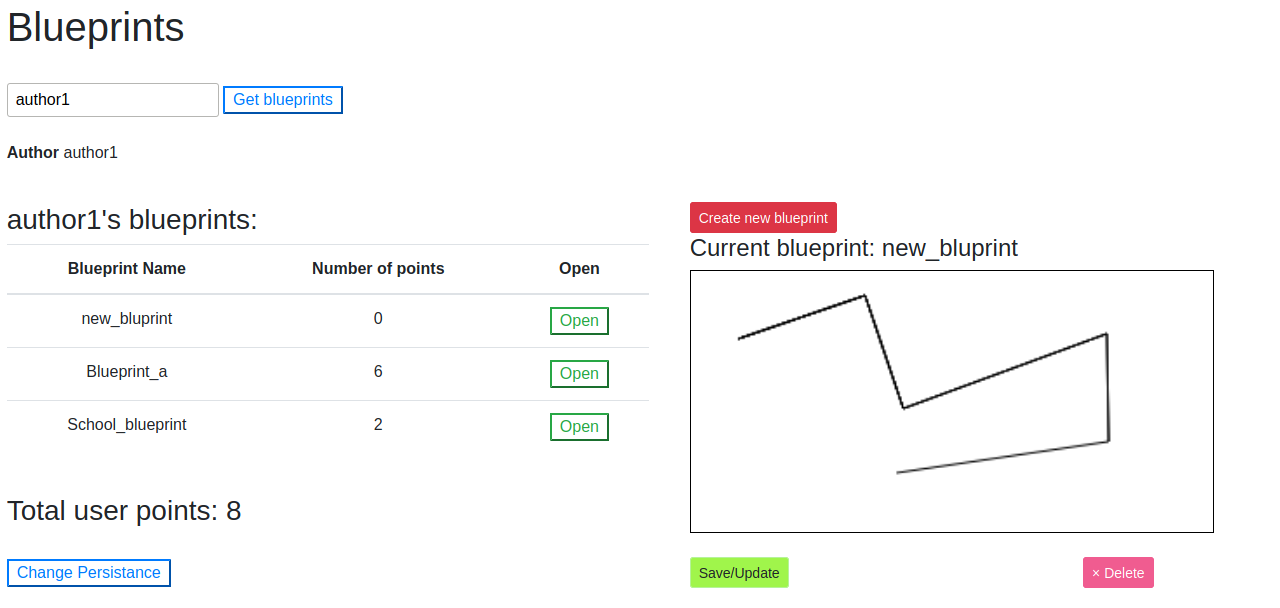 Blueprints
author1 Get blueprints
Author author1
author1's blueprints:
Blueprint Name Number of points Open
new_bluprint 0 Open
Blueprint_a 6 Open
School_blueprint 2 Open
Total user points: 8
Change Persistance
Create new blueprint
Current blueprint: new_bluprint
Save/Update × Delete